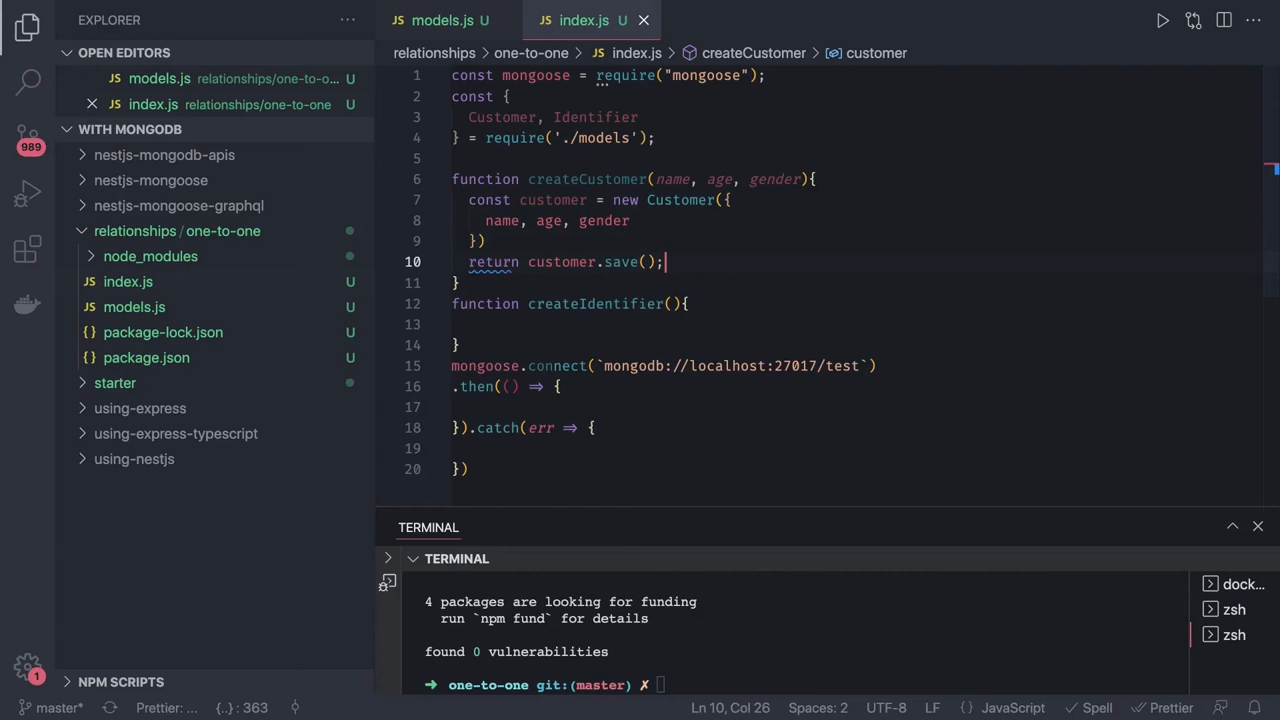 EXPLORER
···
OPEN EDITORS
JS models.js relationships/one-to-o... U
JS index.js relationships/one-to-one U
WITH MONGODB
nestjs-mongodb-apis
nestjs-mongoose
nestjs-mongoose-graphql
relationships / one-to-one
node_modules
JS index.js U
JS models.js U
{} package-lock.json U
{} package.json U
starter
using-express
using-express-typescript
using-nestjs
NPM SCRIPTS
989
1
JS models.js U
JS index.js U
relationships > one-to-one > JS index.js > createCustomer > customer
1 const mongoose = require("mongoose");
2 const {
3 Customer, Identifier
4 } = require('./models');
5
6 function createCustomer(name, age, gender){
7 const customer = new Customer({
8 name, age, gender
9 })
10 return customer.save();
11 }
12 function createIdentifier(){
13
14 }
15 mongoose.connect(`mongodb://localhost:27017/test`)
16 .then(() => {
17
18 }).catch(err => {
19
20 })
TERMINAL
TERMINAL
4 packages are looking for funding
run `npm fund` for details
found 0 vulnerabilities
→ one-to-one git:(master) ✗
dock...
zsh
zsh
master* Prettier: ... {..} : 363 Ln 10, Col 26 Spaces: 2 UTF-8 LF {} JavaScript Spell Prettier